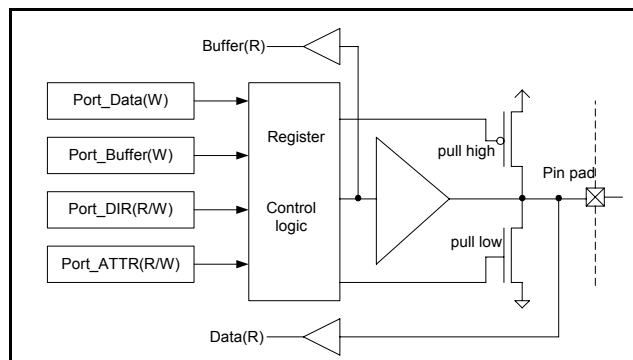 Buffer(R)
Port_Data(W)
Port_Buffer(W)
Port_DIR(R/W)
Port_ATTR(R/W)
Register
Control
logic
pull high
Pin pad
pull low
Data(R)